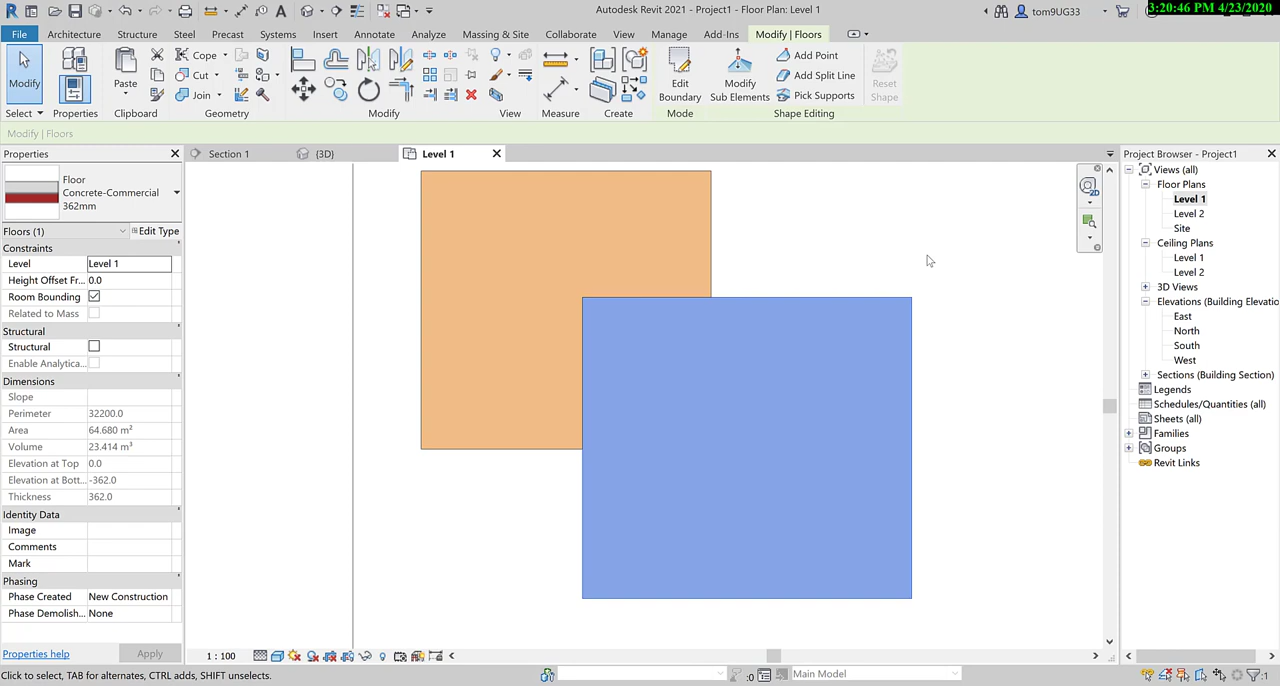 Autodesk Revit 2021 - Project1 - Floor Plan: Level 1
tom9UG33
3:20:46 PM 4/23/2020
File Architecture Structure Steel Precast Systems Insert Annotate Analyze Massing & Site Collaborate View Manage Add-Ins Modify | Floors
Modify
Paste
Cope
Cut
Join
Edit
Boundary
Modify
Sub Elements
Add Point
Add Split Line
Pick Supports
Reset
Shape
Select Properties Clipboard Geometry Modify View Measure Create Mode Shape Editing
Modify | Floors
Properties
Section 1
(3D)
Level 1
Project Browser - Project1
Floor
Concrete-Commercial
362mm
Floors (1) Edit Type
Constraints
Level Level 1
Height Offset Fr... 0.0
Room Bounding
Related to Mass
Structural
Structural
Enable Analytica...
Dimensions
Slope
Perimeter 32200.0
Area 64.680 m²
Volume 23.414 m³
Elevation at Top 0.0
Elevation at Bott... -362.0
Thickness 362.0
Identity Data
Image
Comments
Mark
Phasing
Phase Created New Construction
Phase Demolish... None
Properties help Apply
2D
Views (all)
Floor Plans
Level 1
Level 2
Site
Ceiling Plans
Level 1
Level 2
3D Views
Elevations (Building Elevatio
East
North
South
West
Sections (Building Section)
Legends
Schedules/Quantities (all)
Sheets (all)
Families
Groups
Revit Links
1 : 100
Click to select, TAB for alternates, CTRL adds, SHIFT unselects.
:0
Main Model
:1